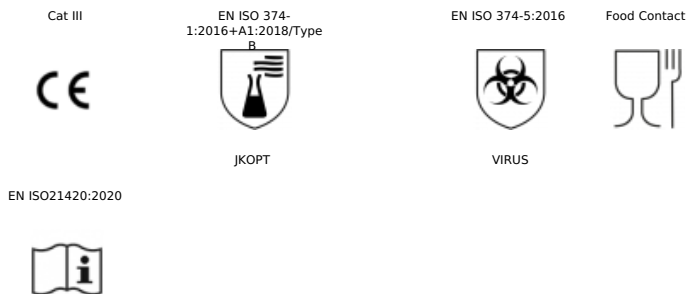 Cat III
EN ISO 374-
1:2016+A1:2018/Type
B
EN ISO 374-5:2016
Food Contact
CE
JKOPT
VIRUS
EN ISO21420:2020
i